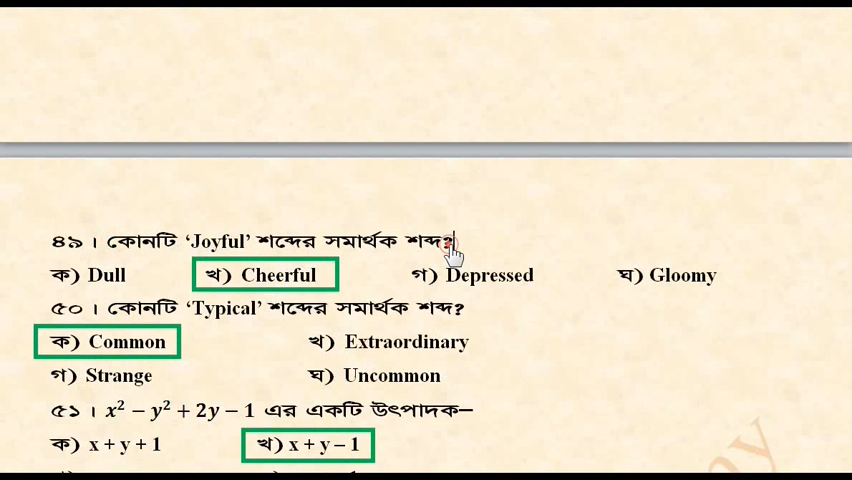 ৪৯। কোনটি ‘Joyful’ শব্দের সমার্থক শব্দ?
ক) Dull খ) Cheerful গ) Depressed ঘ) Gloomy
৫০। কোনটি ‘Typical’ শব্দের সমার্থক শব্দ?
ক) Common খ) Extraordinary
গ) Strange ঘ) Uncommon
৫১। x² − y² + 2y − 1 এর একটি উৎপাদক–
ক) x + y + 1 খ) x + y – 1